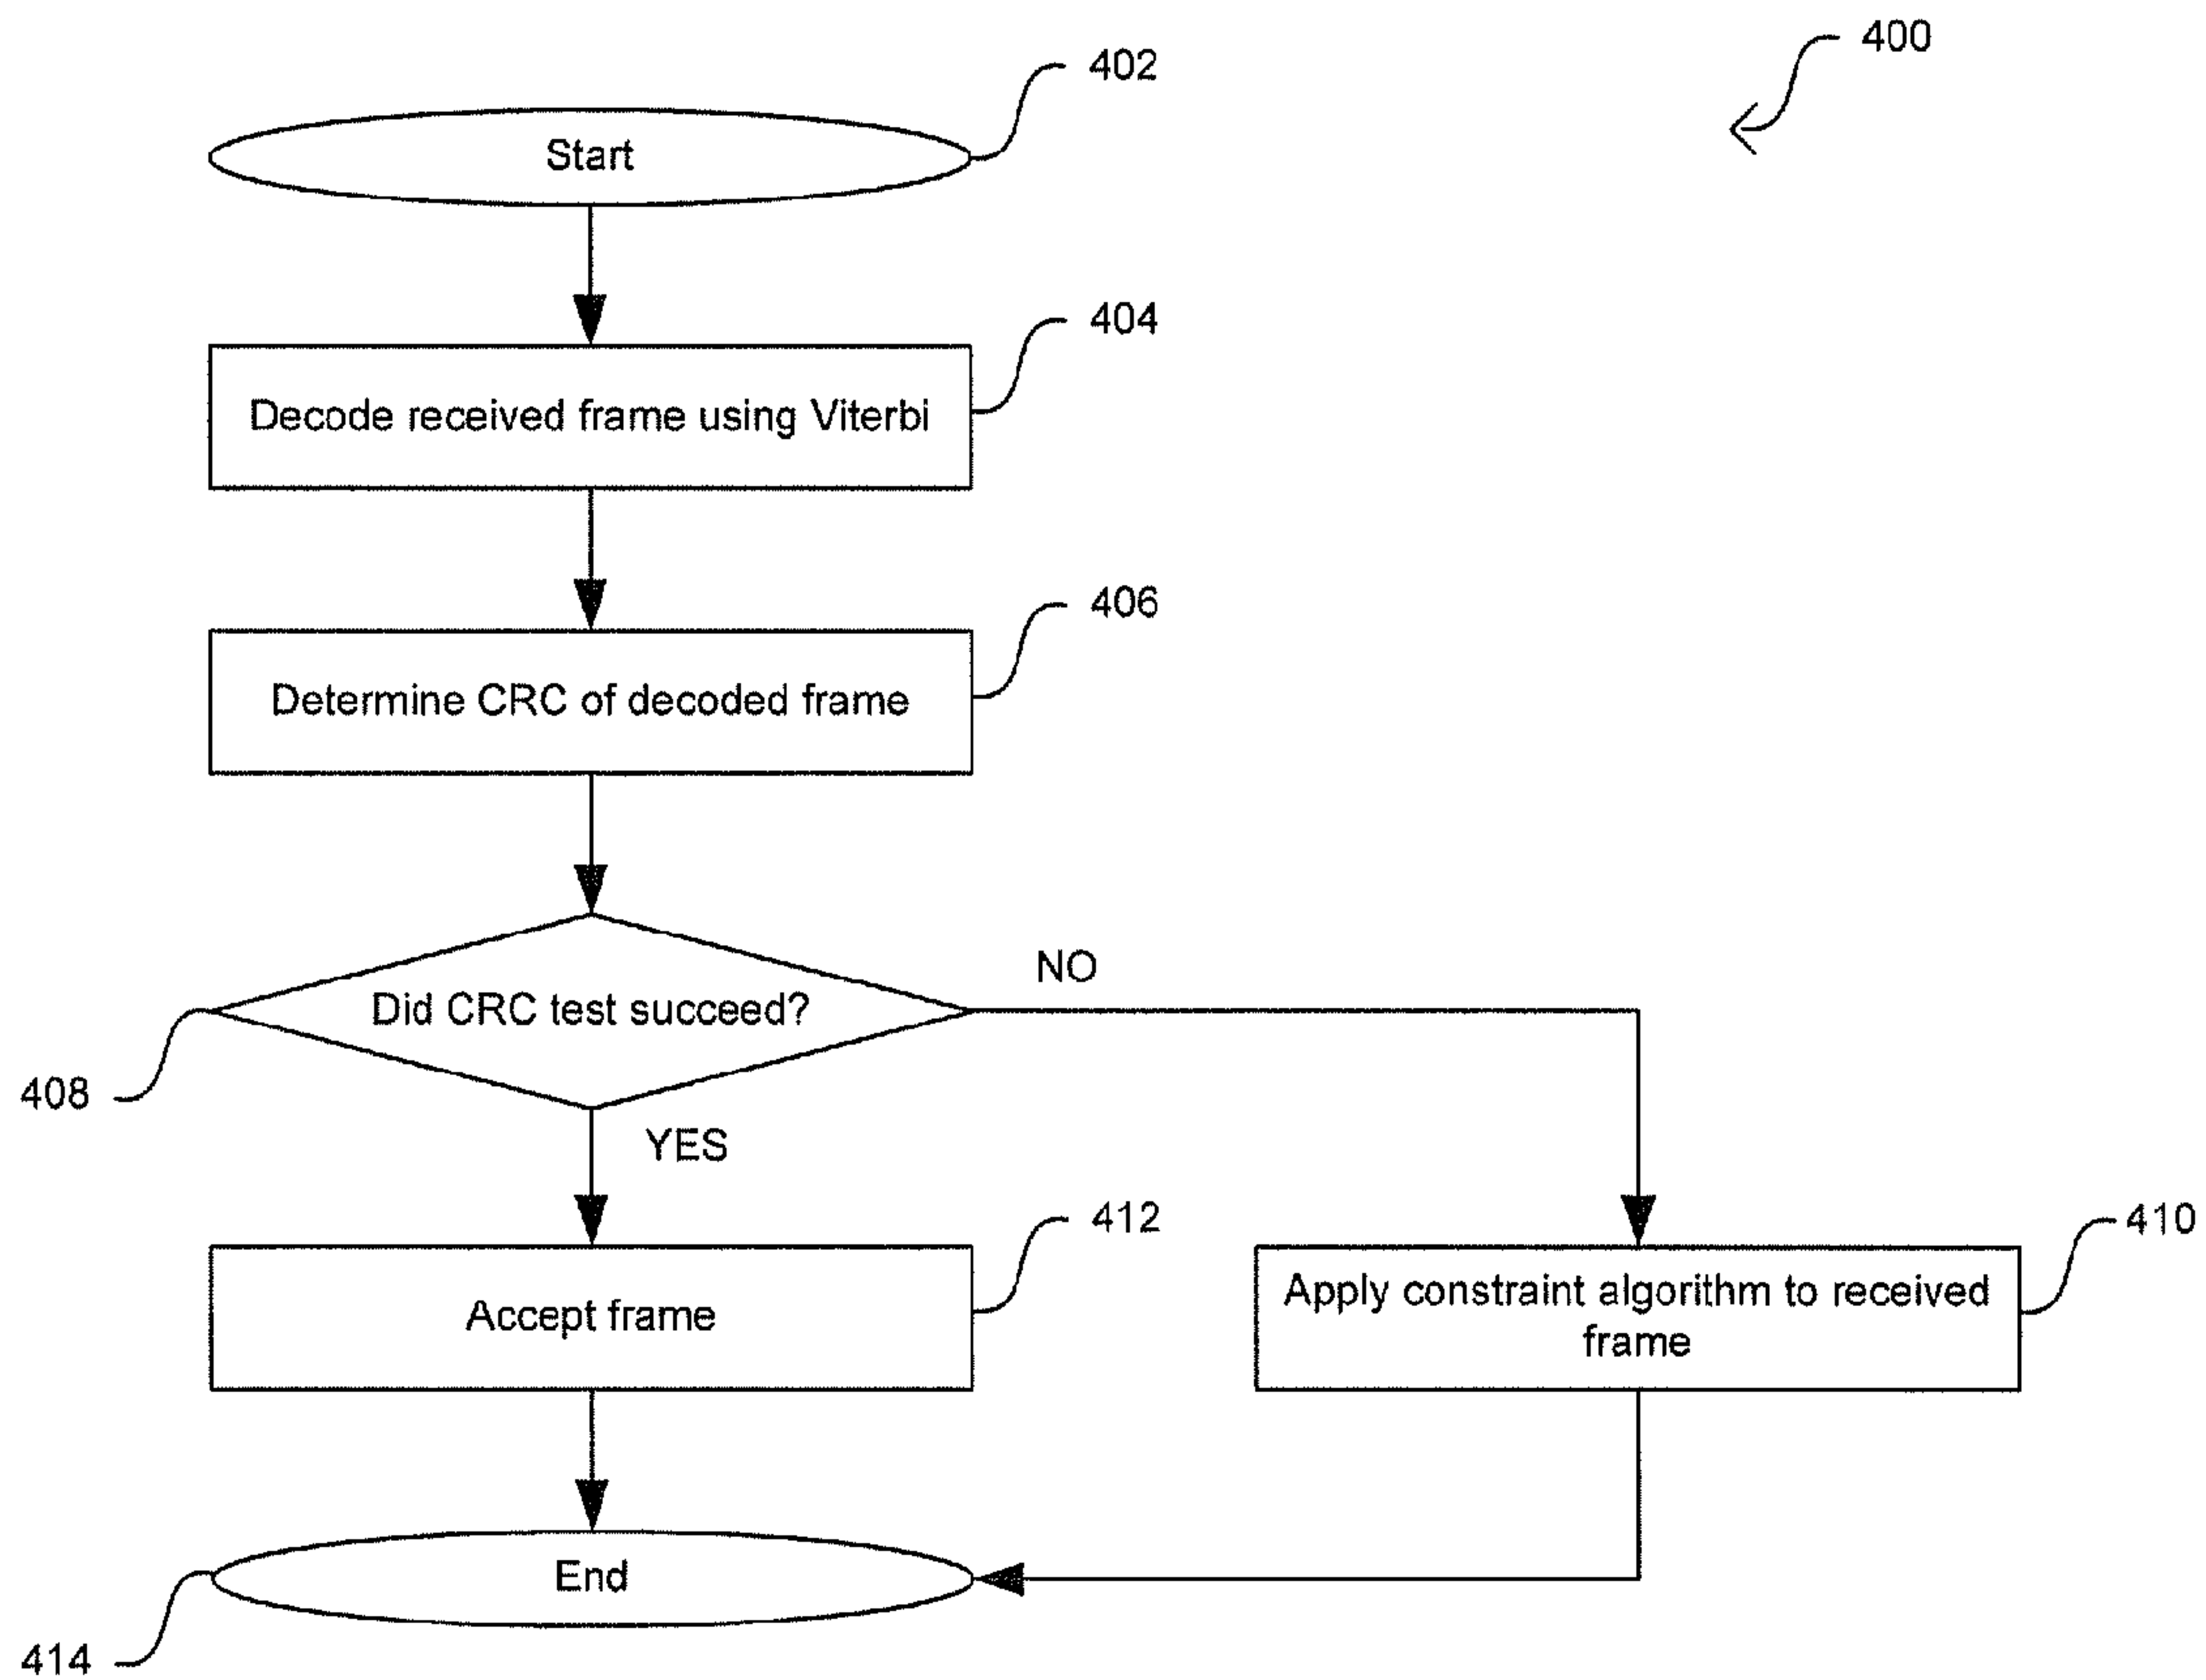 400
402
Start
404
Decode received frame using Viterbi
406
Determine CRC of decoded frame
NO
Did CRC test succeed?
408
YES
412
410
Accept frame
Apply constraint algorithm to received
frame
End
414